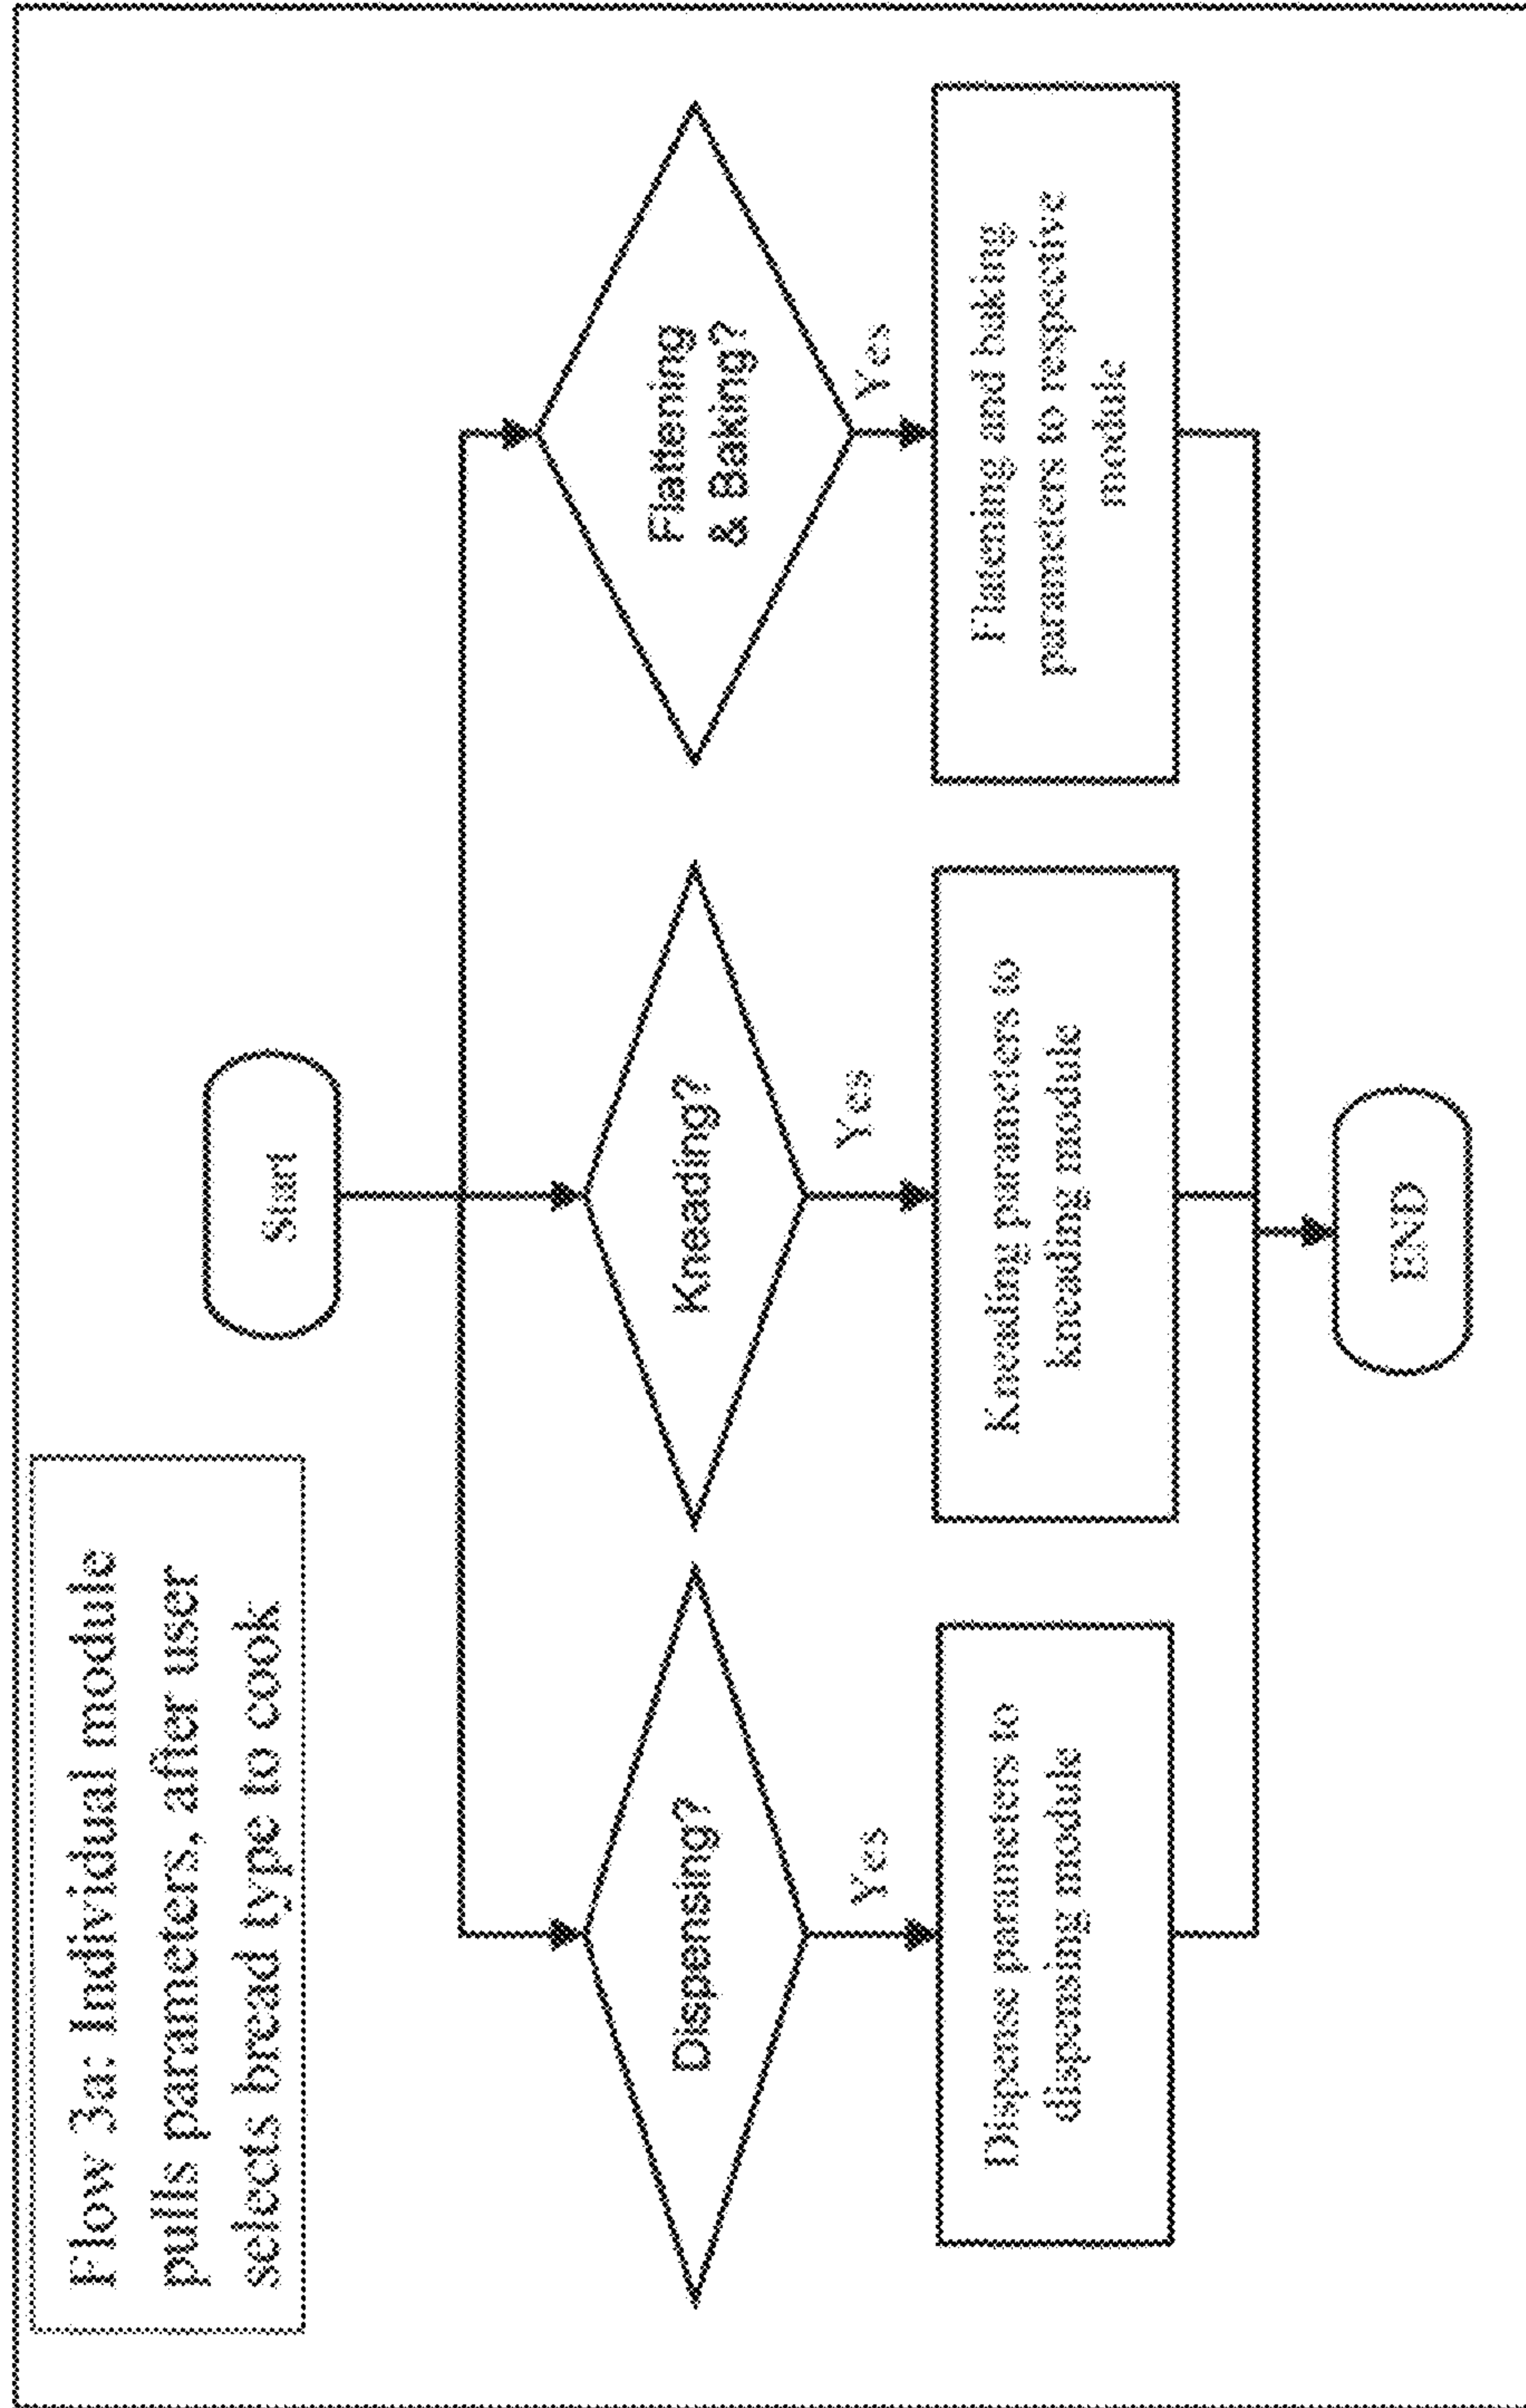 Flow 3a: Individual module
pulls parameters, after user
selects bread type to cook
Start
Dispensing?
Kneading?
Flattening
& Baking?
Yes
Yes
Yes
Dispense parameters to
dispensing module
Kneading parameters to
kneading module
Flatening and baking
parameters to respective
module
END